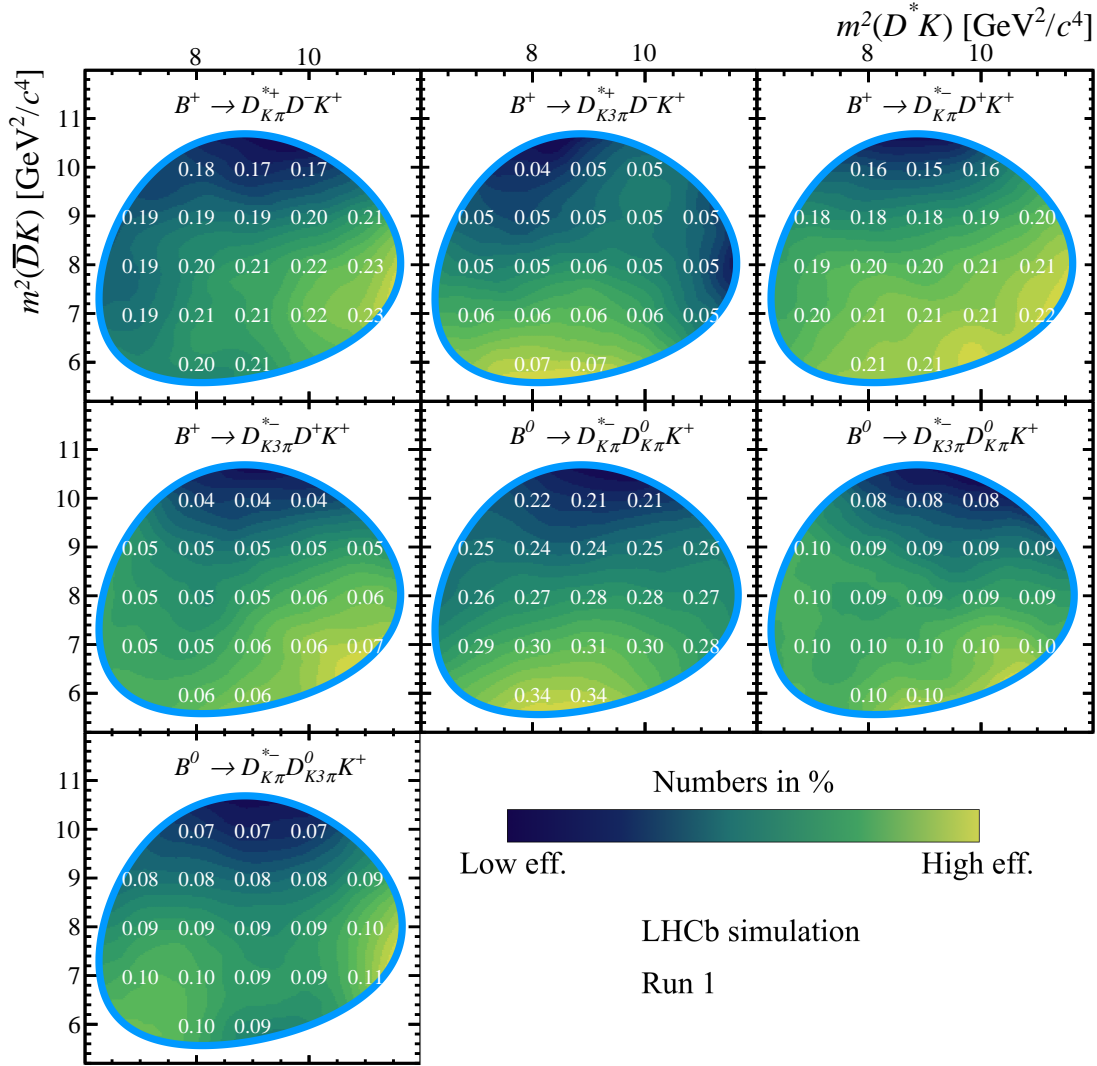 m²(D*K) [GeV²/c⁴]
8 10 8 10
m²(D̅K) [GeV²/c⁴]
B⁺ → D*⁺_{Kπ}D⁻K⁺ B⁺ → D*⁺_{K3π}D⁻K⁺ B⁺ → D*⁻_{Kπ}D⁺K⁺
11
10 0.18 0.17 0.17 0.04 0.05 0.05 0.16 0.15 0.16
9 0.19 0.19 0.19 0.20 0.21 0.05 0.05 0.05 0.05 0.05 0.18 0.18 0.18 0.19 0.20
8 0.19 0.20 0.21 0.22 0.23 0.05 0.05 0.06 0.05 0.05 0.19 0.20 0.21 0.21 0.21
7 0.19 0.21 0.21 0.22 0.23 0.06 0.06 0.06 0.06 0.05 0.20 0.21 0.21 0.21 0.22
6 0.20 0.21 0.07 0.07 0.21 0.21
B⁺ → D*⁻_{K3π}D⁺K⁺ B⁰ → D*⁻_{Kπ}D⁰_{Kπ}K⁺ B⁰ → D*⁻_{K3π}D⁰_{Kπ}K⁺
11
10 0.04 0.04 0.04 0.22 0.21 0.21 0.08 0.08 0.08
9 0.05 0.05 0.05 0.05 0.05 0.25 0.24 0.24 0.25 0.26 0.10 0.09 0.09 0.09 0.09
8 0.05 0.05 0.05 0.06 0.06 0.26 0.27 0.28 0.28 0.27 0.10 0.09 0.09 0.09 0.09
7 0.05 0.05 0.06 0.06 0.07 0.29 0.30 0.31 0.30 0.28 0.10 0.10 0.10 0.10 0.10
6 0.06 0.06 0.34 0.34 0.10 0.10
B⁰ → D*⁻_{Kπ}D⁰_{K3π}K⁺
11
10 0.07 0.07 0.07
9 0.08 0.08 0.08 0.08 0.09
8 0.09 0.09 0.09 0.09 0.10
7 0.10 0.10 0.09 0.09 0.11
6 0.10 0.09
8 10 8 10
Numbers in %
Low eff. High eff.
LHCb simulation
Run 1